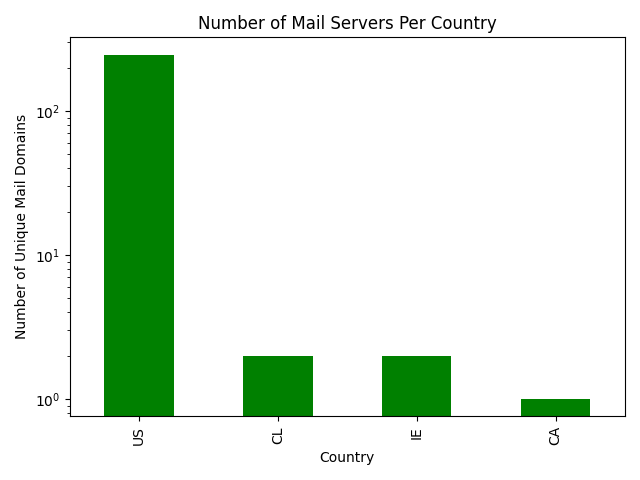 Number of Mail Servers Per Country
Number of Unique Mail Domains
10²
10¹
10⁰
US
CL
IE
CA
Country